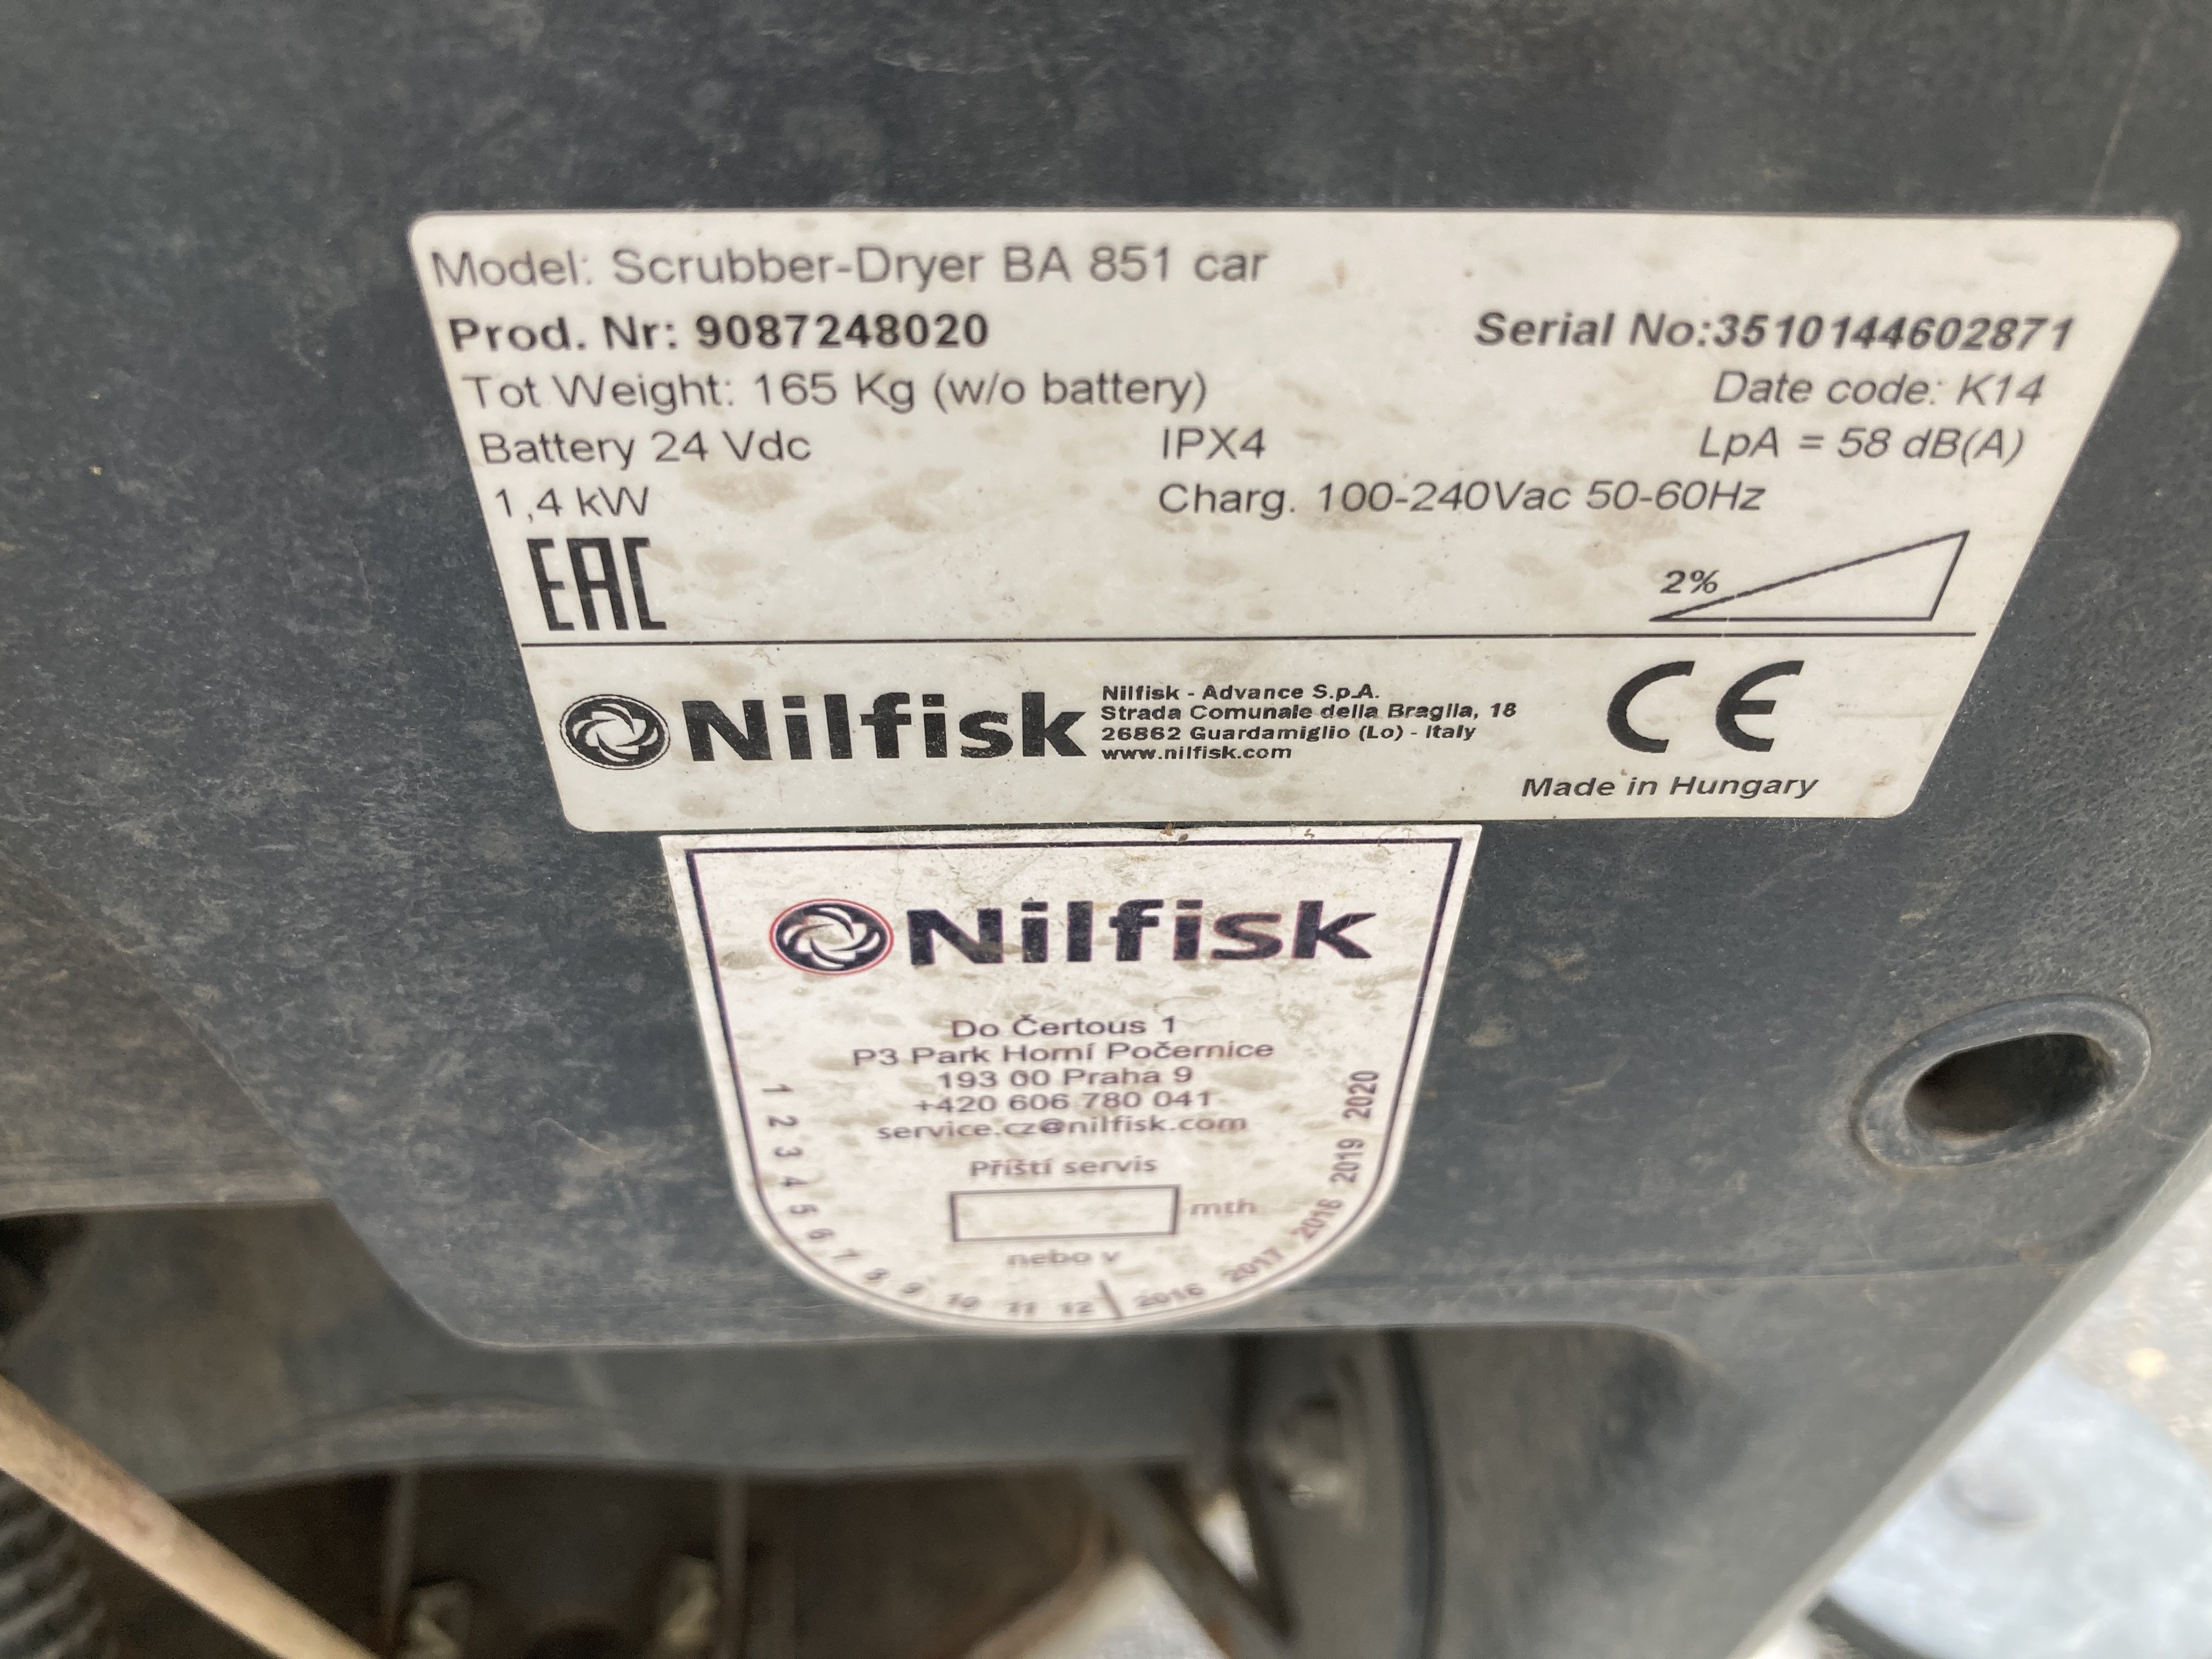 Model: Scrubber-Dryer BA 851 car
Prod. Nr: 9087248020 Serial No:3510144602871
Tot Weight: 165 Kg (w/o battery) Date code: K14
Battery 24 Vdc IPX4 LpA = 58 dB(A)
1,4 kW Charg. 100-240Vac 50-60Hz
EAC
2%
Nilfisk
Nilfisk - Advance S.p.A.
Strada Comunale della Braglia, 18
26862 Guardamiglio (Lo) - Italy
www.nilfisk.com
CE
Made in Hungary
Nilfisk
Do Čertous 1
P3 Park Horní Počernice
193 00 Praha 9
+420 606 780 041
service.cz@nilfisk.com
Příští servis
mth
nebo v
1 2 3 4 5 6 7 8 9 10 11 12 2016 2017 2018 2019 2020